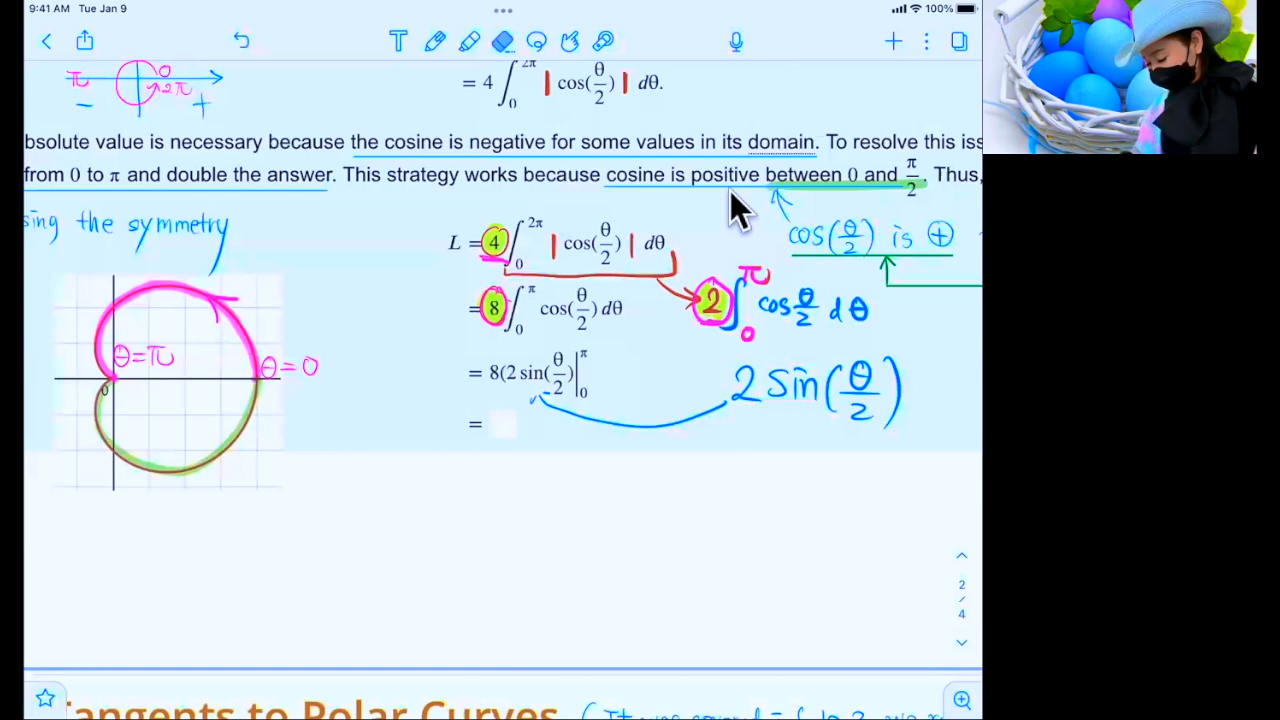 9:41 AM Tue Jan 9
100%
π 0
2π
− +
= 4 ∫₀^2π | cos(θ/2) | dθ.
bsolute value is necessary because the cosine is negative for some values in its domain. To resolve this iss
from 0 to π and double the answer. This strategy works because cosine is positive between 0 and π/2. Thus,
sing the symmetry
cos(θ/2) is ⊕
L = 4 ∫₀^2π | cos(θ/2) | dθ
= 8 ∫₀^π cos(θ/2) dθ
2 ∫₀^π cos θ/2 dθ
= 8(2 sin(θ/2)|₀^π
2 sin(θ/2)
=
θ=π
θ=0
0
2
/
4
Tangents to Polar Curves